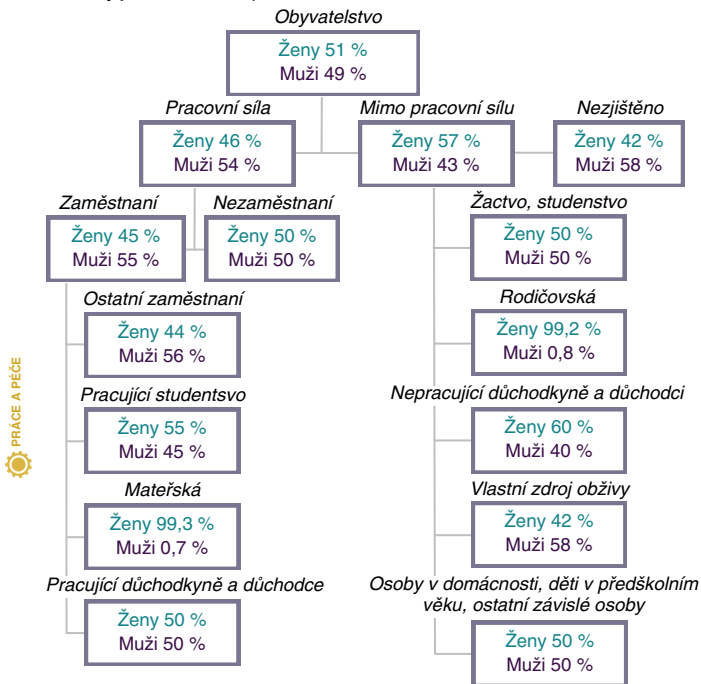 Obyvatelstvo
Ženy 51 %
Muži 49 %
Pracovní síla
Ženy 46 %
Muži 54 %
Mimo pracovní sílu
Ženy 57 %
Muži 43 %
Nezjištěno
Ženy 42 %
Muži 58 %
Zaměstnaní
Ženy 45 %
Muži 55 %
Nezaměstnaní
Ženy 50 %
Muži 50 %
Ostatní zaměstnaní
Ženy 44 %
Muži 56 %
Pracující studentsvo
Ženy 55 %
Muži 45 %
Mateřská
Ženy 99,3 %
Muži 0,7 %
Pracující důchodkyně a důchodce
Ženy 50 %
Muži 50 %
Žactvo, studenstvo
Ženy 50 %
Muži 50 %
Rodičovská
Ženy 99,2 %
Muži 0,8 %
Nepracující důchodkyně a důchodci
Ženy 60 %
Muži 40 %
Vlastní zdroj obživy
Ženy 42 %
Muži 58 %
Osoby v domácnosti, děti v předškolním
věku, ostatní závislé osoby
Ženy 50 %
Muži 50 %
PRÁCE A PÉČE